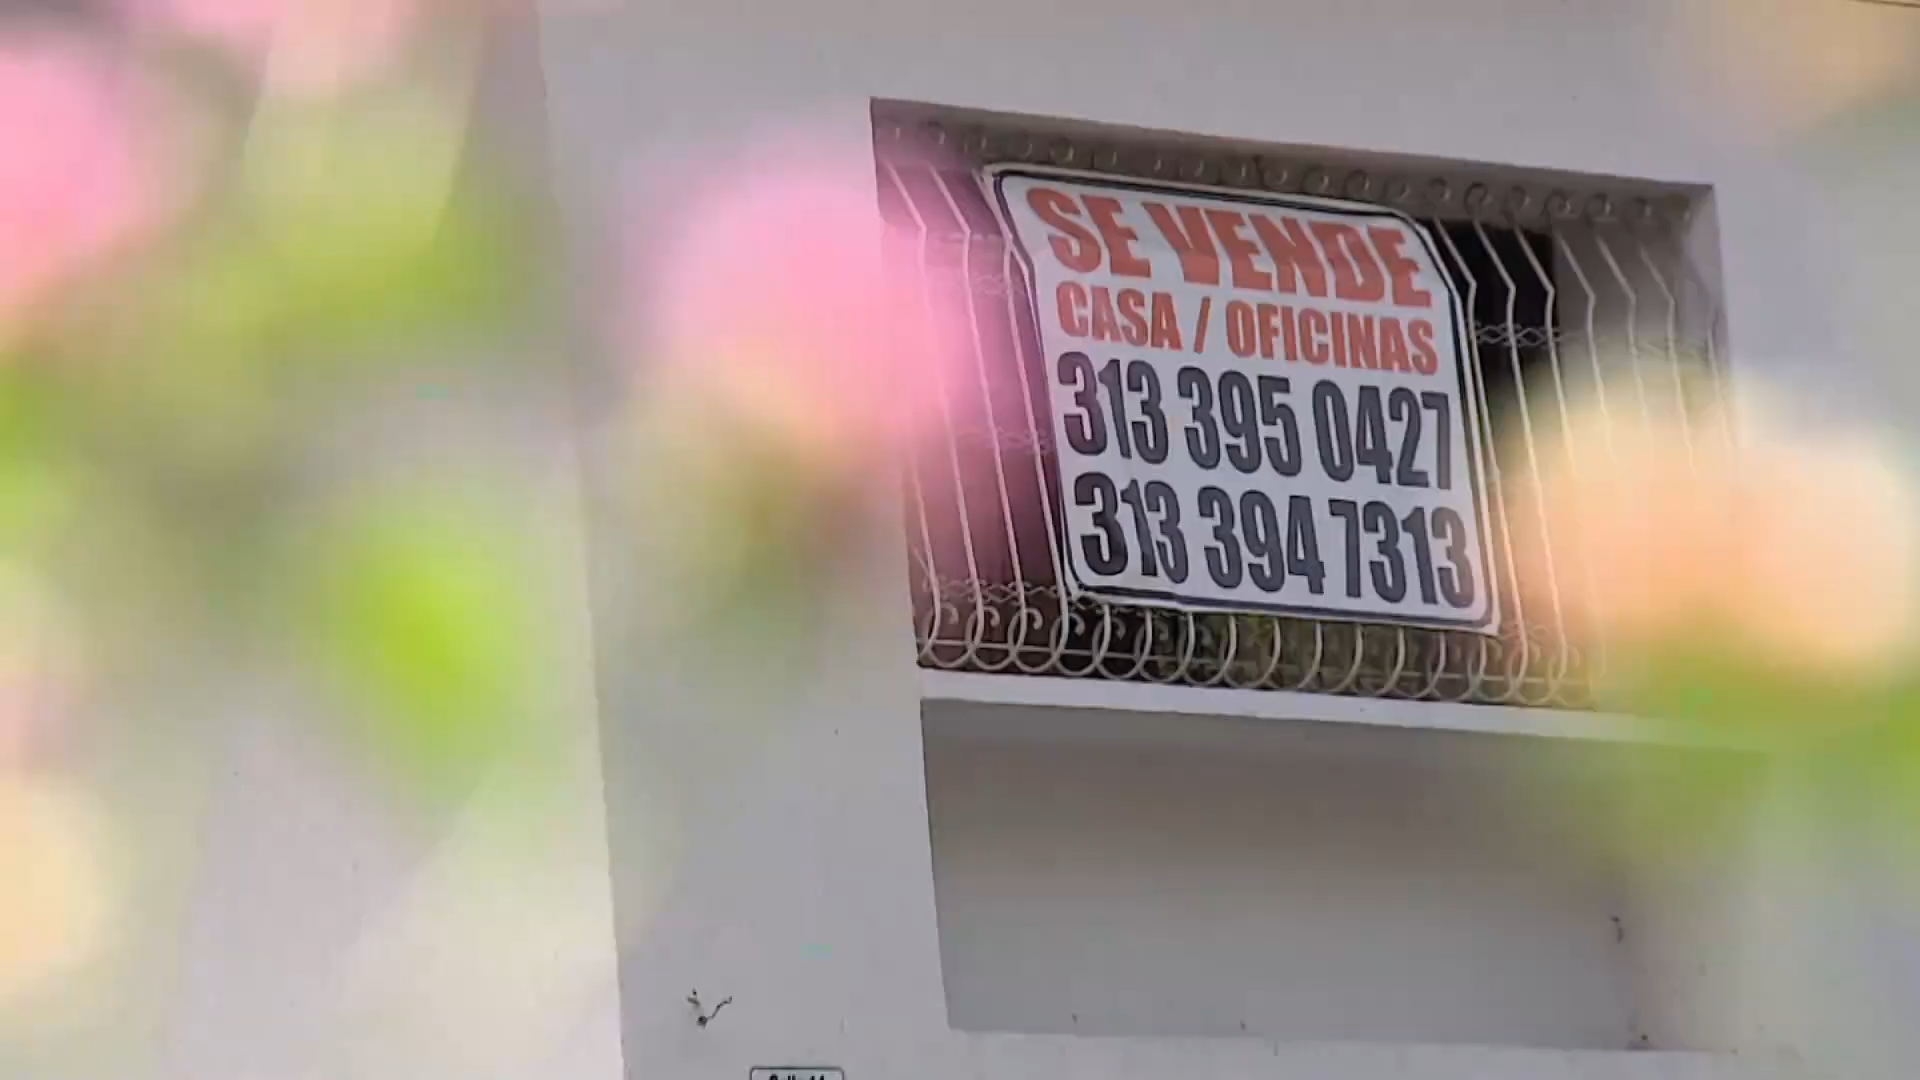 SE VENDE
CASA / OFICINAS
313 395 0427
313 394 7313